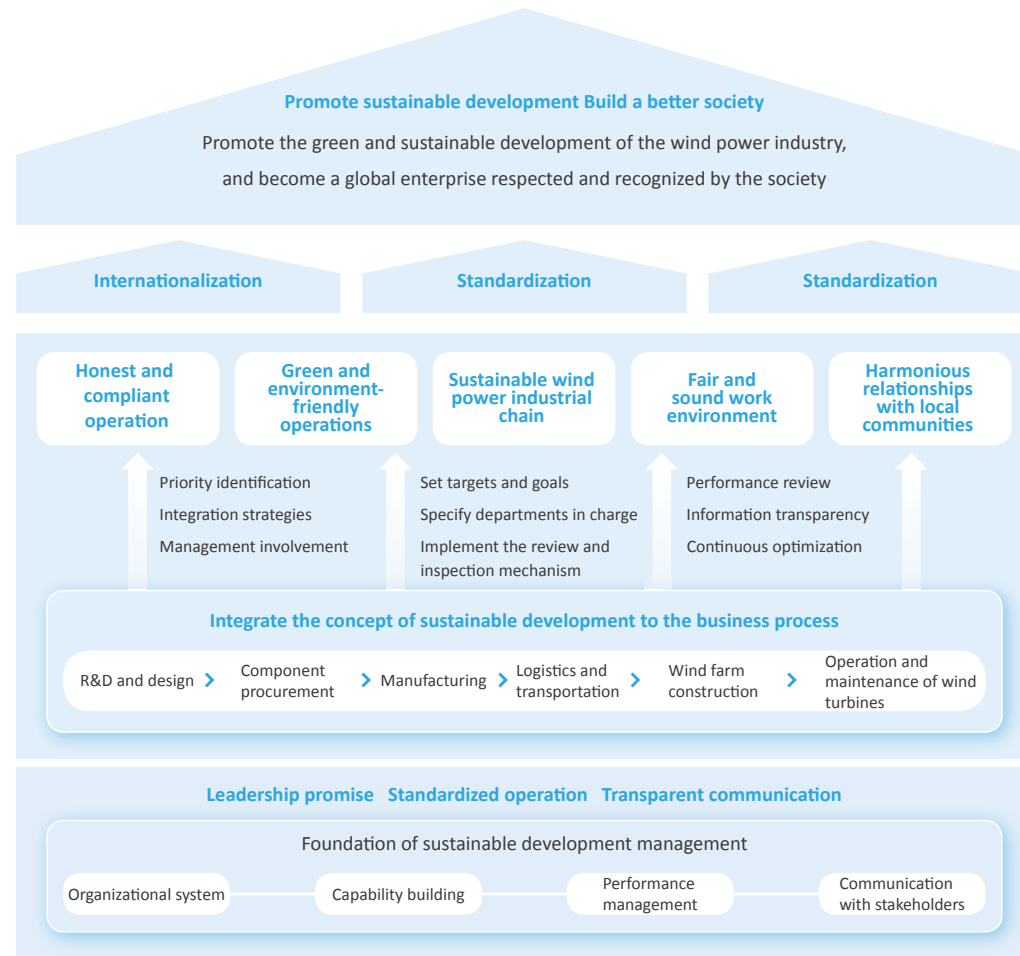 Promote sustainable development Build a better society
Promote the green and sustainable development of the wind power industry,
and become a global enterprise respected and recognized by the society
Internationalization
Standardization
Standardization
Honest and
compliant
operation
Green and
environment-
friendly
operations
Sustainable wind
power industrial
chain
Fair and
sound work
environment
Harmonious
relationships
with local
communities
Priority identification
Integration strategies
Management involvement
Set targets and goals
Specify departments in charge
Implement the review and
inspection mechanism
Performance review
Information transparency
Continuous optimization
Integrate the concept of sustainable development to the business process
R&D and design
Component
procurement
Manufacturing
Logistics and
transportation
Wind farm
construction
Operation and
maintenance of wind
turbines
Leadership promise Standardized operation Transparent communication
Foundation of sustainable development management
Organizational system
Capability building
Performance
management
Communication
with stakeholders